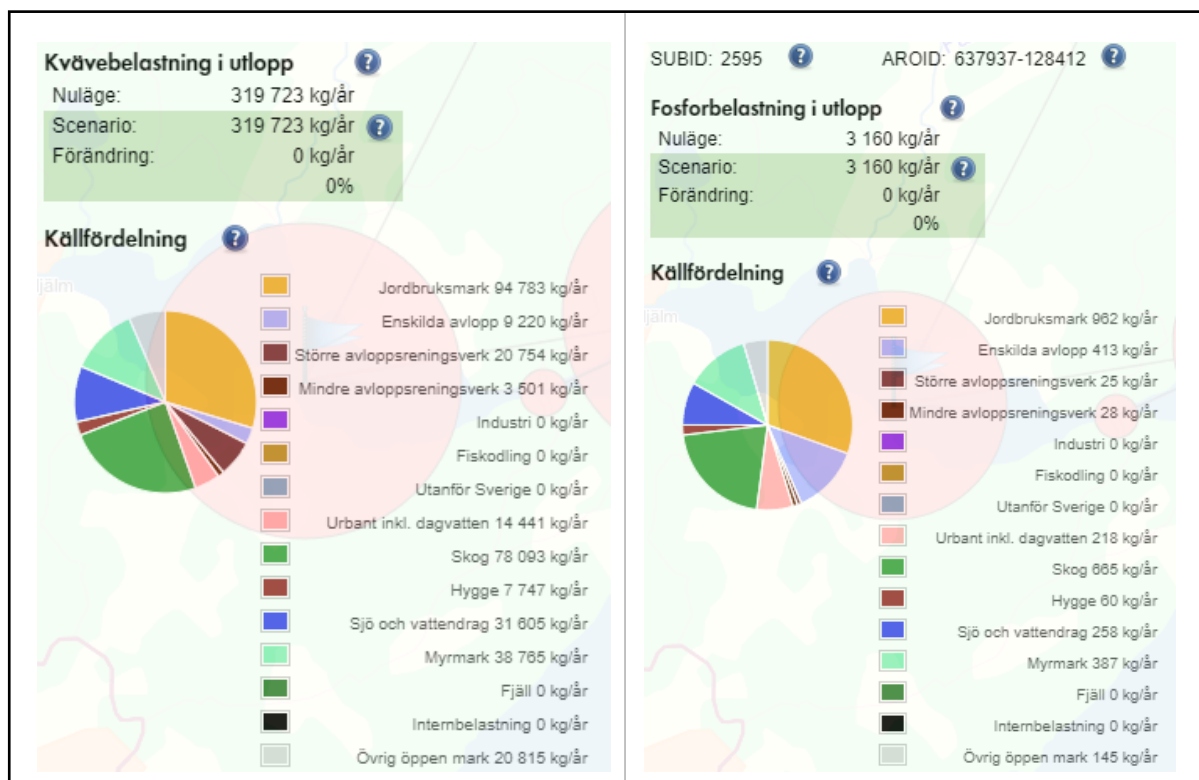 Kvävebelastning i utlopp ?
Nuläge: 319 723 kg/år
Scenario: 319 723 kg/år ?
Förändring: 0 kg/år
0%
Källfördelning ?
Jordbruksmark 94 783 kg/år
Enskilda avlopp 9 220 kg/år
Större avloppsreningsverk 20 754 kg/år
Mindre avloppsreningsverk 3 501 kg/år
Industri 0 kg/år
Fiskodling 0 kg/år
Utanför Sverige 0 kg/år
Urbant inkl. dagvatten 14 441 kg/år
Skog 78 093 kg/år
Hygge 7 747 kg/år
Sjö och vattendrag 31 605 kg/år
Myrmark 38 765 kg/år
Fjäll 0 kg/år
Internbelastning 0 kg/år
Övrig öppen mark 20 815 kg/år
jälm
SUBID: 2595 ? AROID: 637937-128412 ?
Fosforbelastning i utlopp ?
Nuläge: 3 160 kg/år
Scenario: 3 160 kg/år ?
Förändring: 0 kg/år
0%
Källfördelning ?
Jordbruksmark 962 kg/år
Enskilda avlopp 413 kg/år
Större avloppsreningsverk 25 kg/år
Mindre avloppsreningsverk 28 kg/år
Industri 0 kg/år
Fiskodling 0 kg/år
Utanför Sverige 0 kg/år
Urbant inkl. dagvatten 218 kg/år
Skog 665 kg/år
Hygge 60 kg/år
Sjö och vattendrag 258 kg/år
Myrmark 387 kg/år
Fjäll 0 kg/år
Internbelastning 0 kg/år
Övrig öppen mark 145 kg/år
jälm